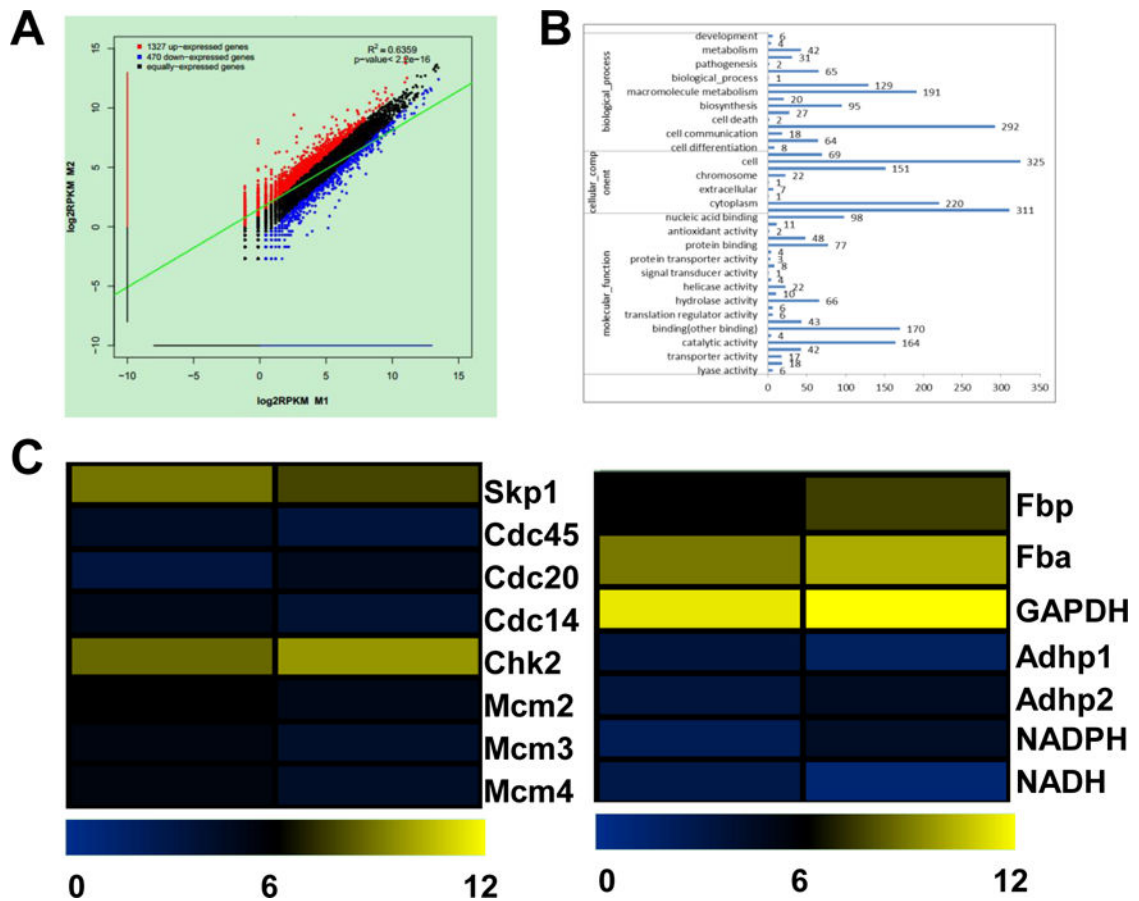 A
1327 up-expressed genes
470 down-expressed genes
equally-expressed genes
R² = 0.6359
p-value< 2.2e-16
15
10
5
0
−5
−10
log2RPKM M2
−10
−5
0
5
10
15
log2RPKM M1
B
biological_process
cellular_comp
onent
molecular_function
development 6
4
metabolism 42
31
pathogenesis 2
65
biological_process 1
129
macromolecule metabolism 191
20
biosynthesis 95
27
cell death 2
292
cell communication 18
64
cell differentiation 8
69
cell 325
151
chromosome 22
1
extracellular 7
1
cytoplasm 220
311
nucleic acid binding 98
11
antioxidant activity 2
48
protein binding 77
4
protein transporter activity 3
8
signal transducer activity 1
4
helicase activity 22
10
hydrolase activity 66
6
translation regulator activity 6
43
binding(other binding) 170
4
catalytic activity 164
42
transporter activity 17
18
lyase activity 6
0 50 100 150 200 250 300 350
C
Skp1
Cdc45
Cdc20
Cdc14
Chk2
Mcm2
Mcm3
Mcm4
0 6 12
Fbp
Fba
GAPDH
Adhp1
Adhp2
NADPH
NADH
0 6 12